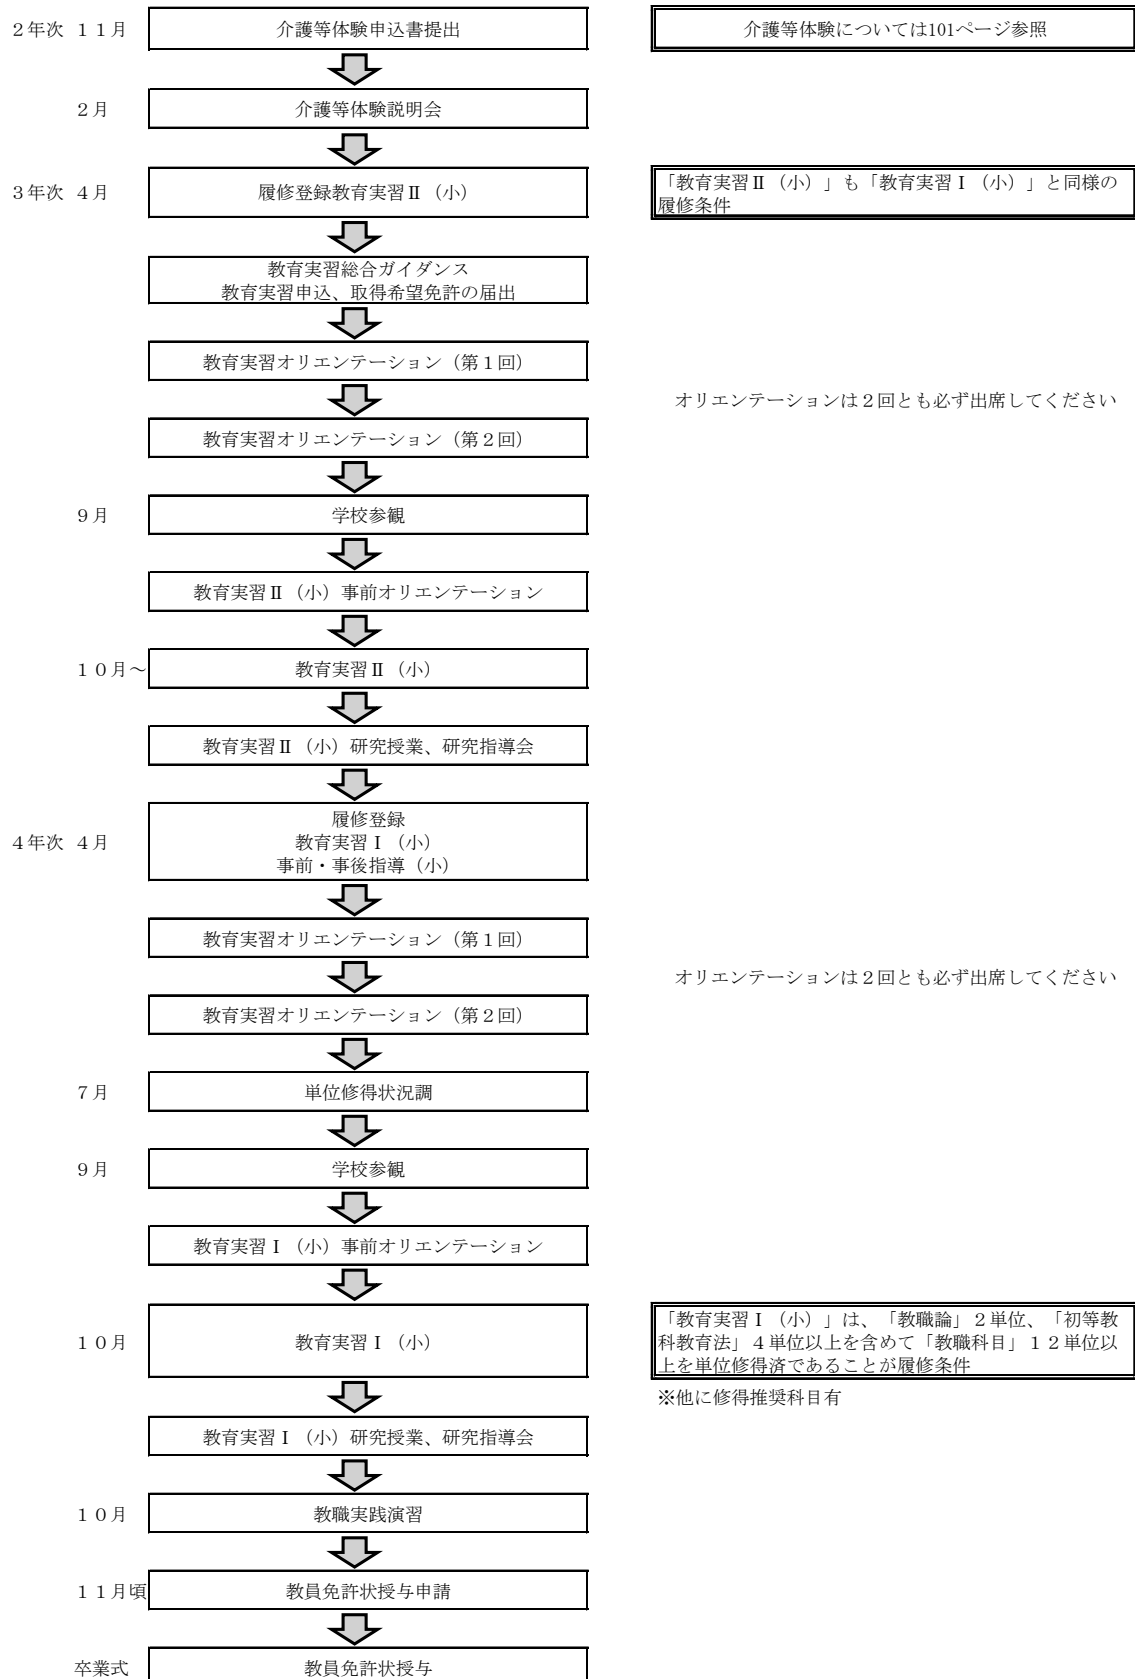 ２年次 １１月
介護等体験申込書提出
介護等体験については101ページ参照
２月
介護等体験説明会
３年次 ４月
履修登録教育実習Ⅱ（小）
「教育実習Ⅱ（小）」も「教育実習Ⅰ（小）」と同様の
履修条件
教育実習総合ガイダンス
教育実習申込、取得希望免許の届出
教育実習オリエンテーション（第１回）
オリエンテーションは２回とも必ず出席してください
教育実習オリエンテーション（第２回）
９月
学校参観
教育実習Ⅱ（小）事前オリエンテーション
１０月～
教育実習Ⅱ（小）
教育実習Ⅱ（小）研究授業、研究指導会
４年次 ４月
履修登録
教育実習Ⅰ（小）
事前・事後指導（小）
教育実習オリエンテーション（第１回）
オリエンテーションは２回とも必ず出席してください
教育実習オリエンテーション（第２回）
７月
単位修得状況調
９月
学校参観
教育実習Ⅰ（小）事前オリエンテーション
１０月
教育実習Ⅰ（小）
「教育実習Ⅰ（小）」は、「教職論」２単位、「初等教
科教育法」４単位以上を含めて「教職科目」１２単位以
上を単位修得済であることが履修条件
※他に修得推奨科目有
教育実習Ⅰ（小）研究授業、研究指導会
１０月
教職実践演習
１１月頃
教員免許状授与申請
卒業式
教員免許状授与